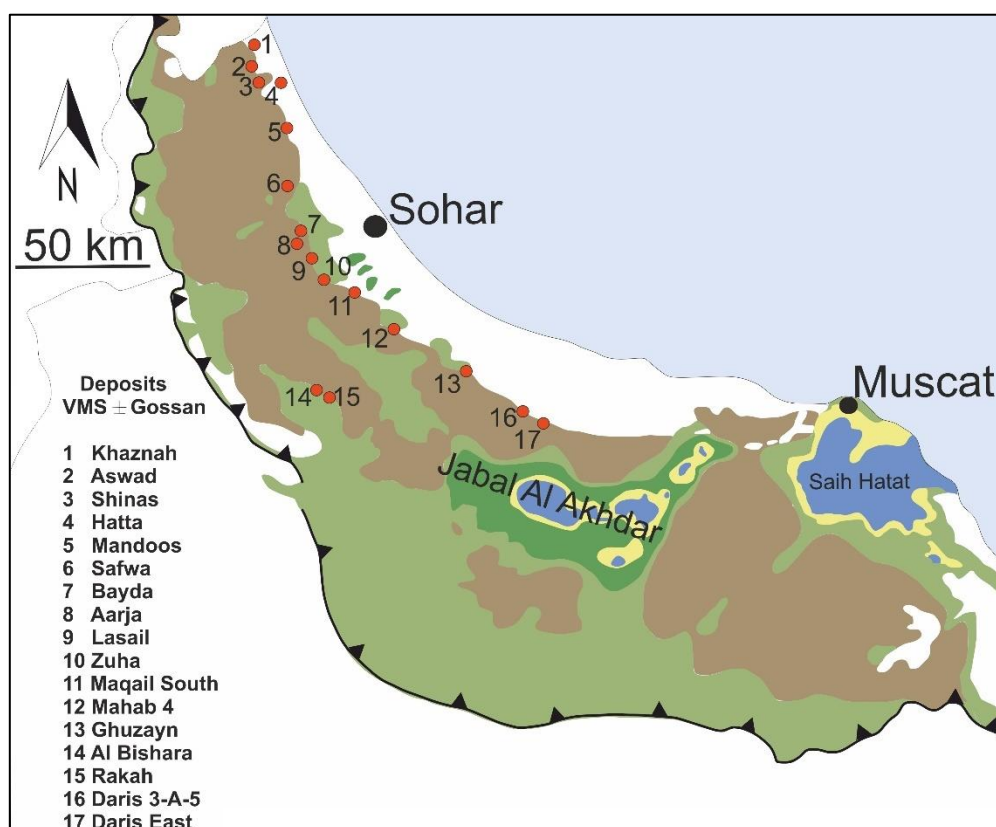 1
2
3
4
5
6
Sohar
N
7
50 km
8
9
10
11
12
13
Muscat
Deposits
VMS ± Gossan
14
15
16
17
Jabal Al Akhdar
Saih Hatat
1 Khaznah
2 Aswad
3 Shinas
4 Hatta
5 Mandoos
6 Safwa
7 Bayda
8 Aarja
9 Lasail
10 Zuha
11 Maqail South
12 Mahab 4
13 Ghuzayn
14 Al Bishara
15 Rakah
16 Daris 3-A-5
17 Daris East